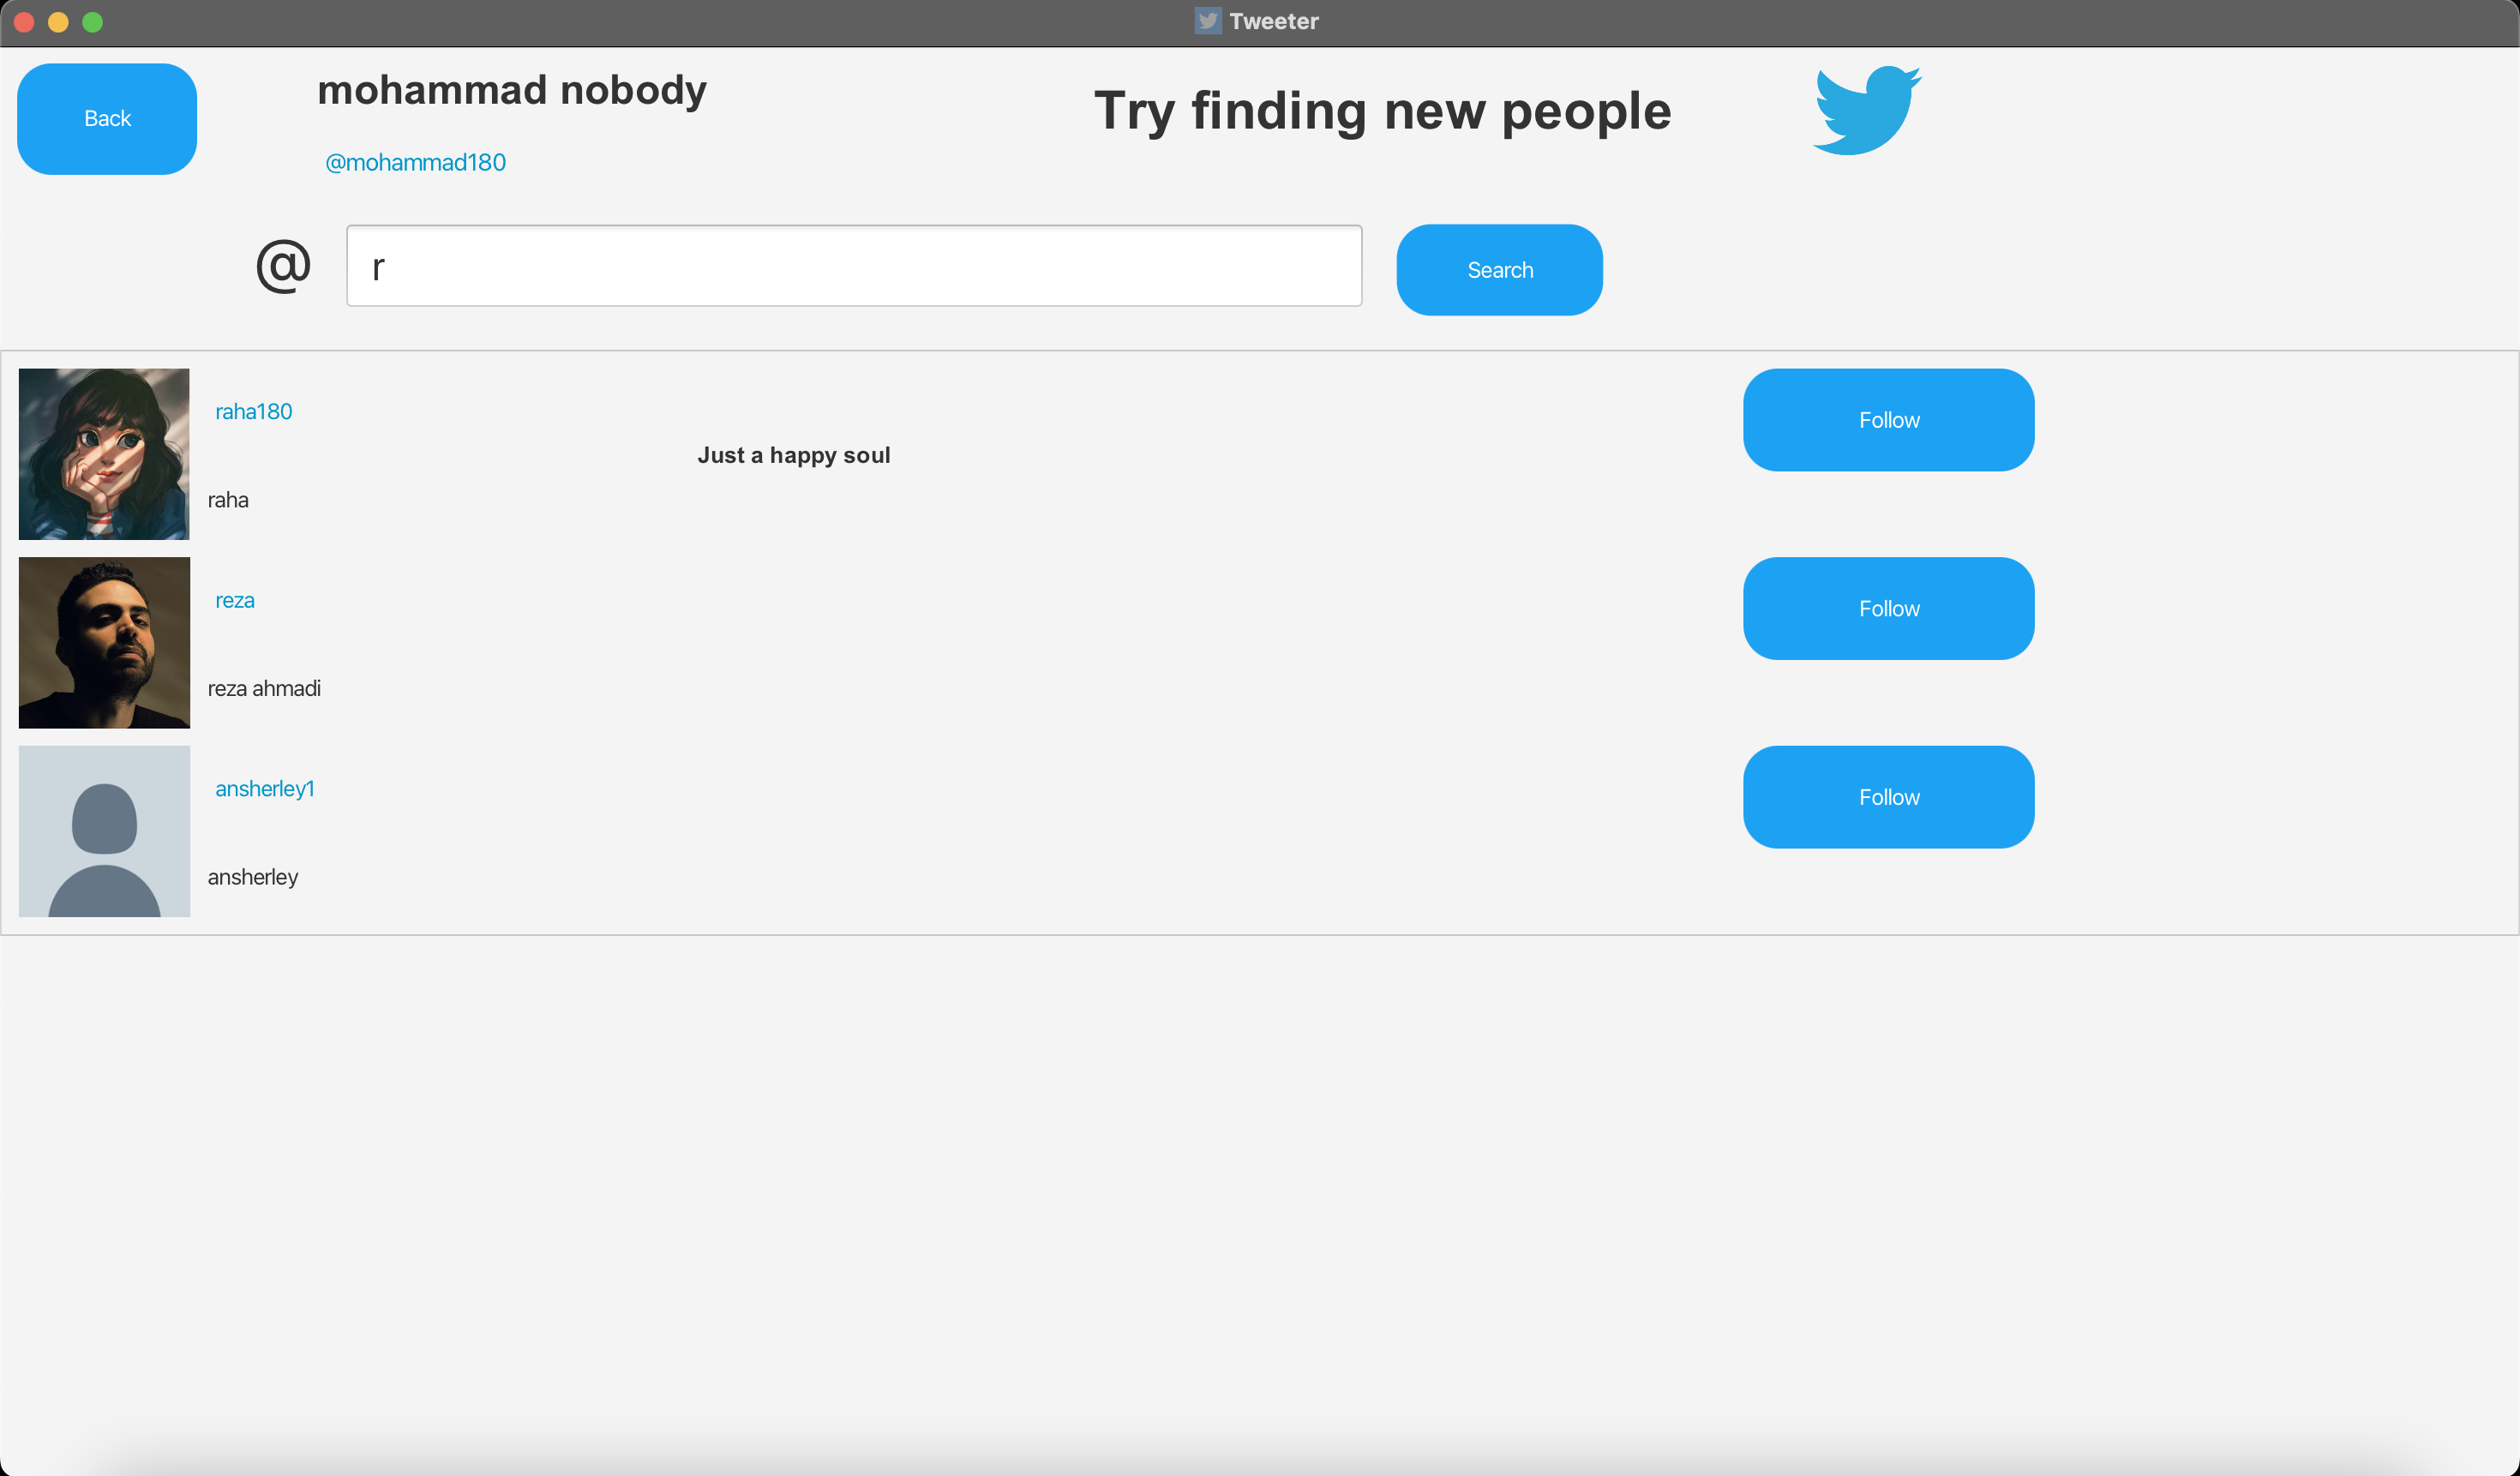 Tweeter
Back
mohammad nobody
@mohammad180
Try finding new people
@
r
Search
raha180
raha
Just a happy soul
Follow
reza
reza ahmadi
Follow
ansherley1
ansherley
Follow